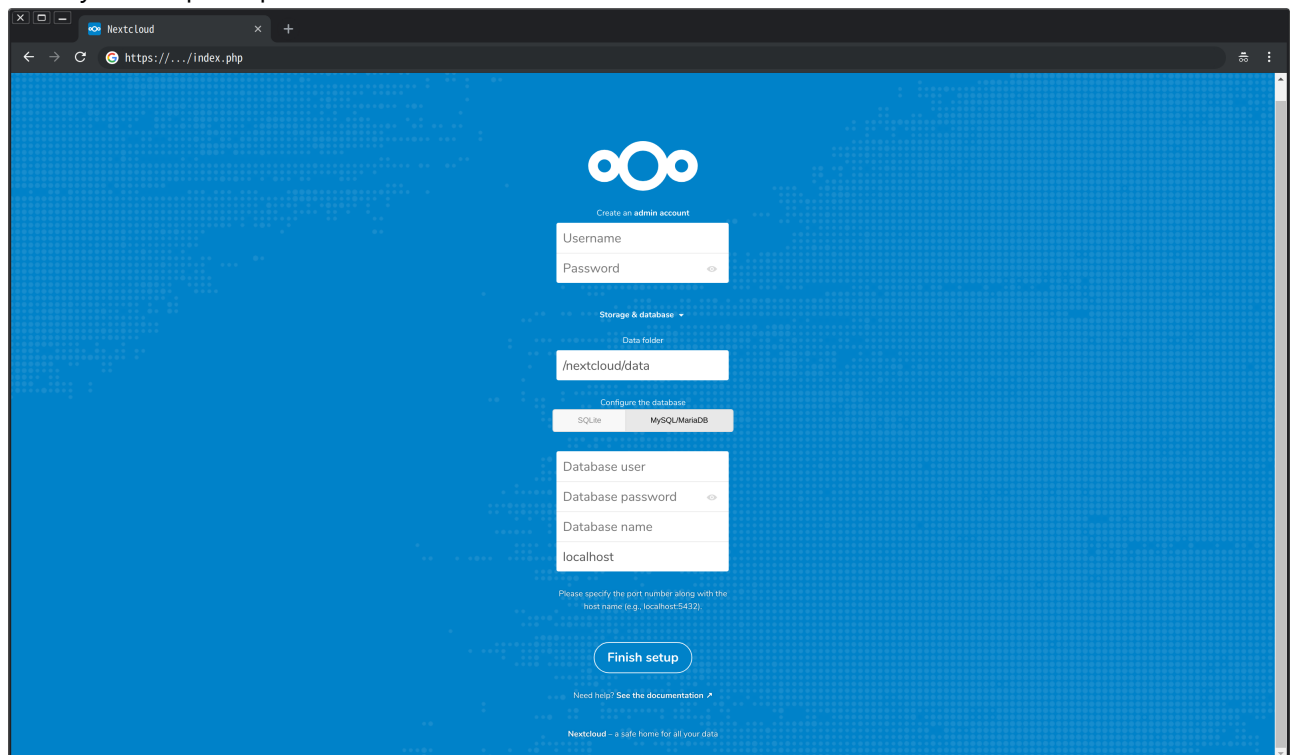 Nextcloud
https://.../index.php
Create an admin account
Username
Password
Storage & database
Data folder
/nextcloud/data
Configure the database
SQLite MySQL/MariaDB
Database user
Database password
Database name
localhost
Please specify the port number along with the
host name (e.g., localhost:5432).
Finish setup
Need help? See the documentation ↗
Nextcloud – a safe home for all your data